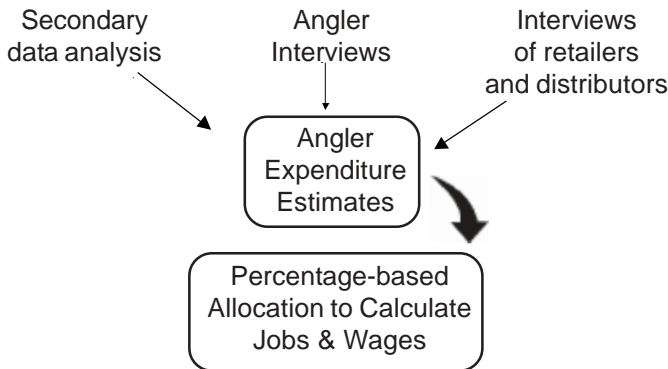 Secondary
data analysis
Angler
Interviews
Interviews
of retailers
and distributors
Angler
Expenditure
Estimates
Percentage-based
Allocation to Calculate
Jobs & Wages